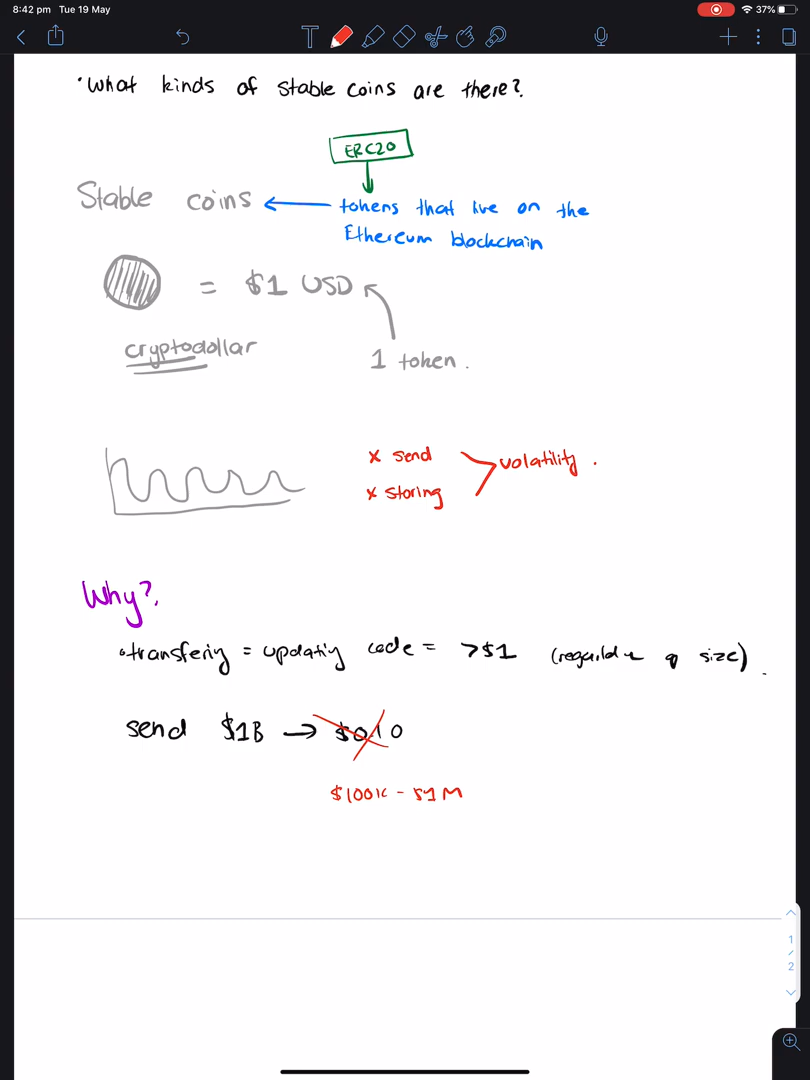 8:42 pm Tue 19 May
37%
T
•What kinds of stable coins are there?
ERC20
Stable coins
tokens that live on the
Ethereum blockchain
= $1 USD
cryptodollar
1 token.
x send
x storing
volatility.
Why?
•transfering = updating code = >$1 (regardless of size).
send $1B → $0.10
$100K - $1M
1
/
2